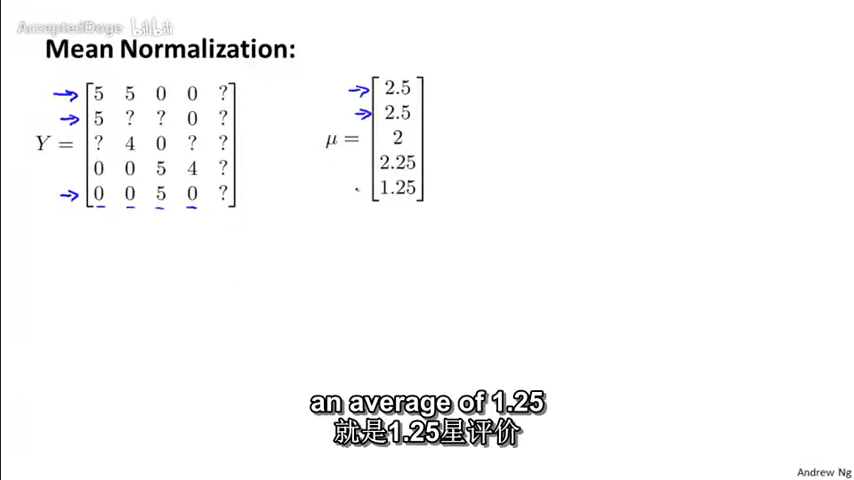 AcceptedDoge bilibili
Mean Normalization:
Y = [5 5 0 0 ?
5 ? ? 0 ?
? 4 0 ? ?
0 0 5 4 ?
0 0 5 0 ?]
μ = [2.5
2.5
2
2.25
1.25]
an average of 1.25
就是1.25星评价
Andrew Ng